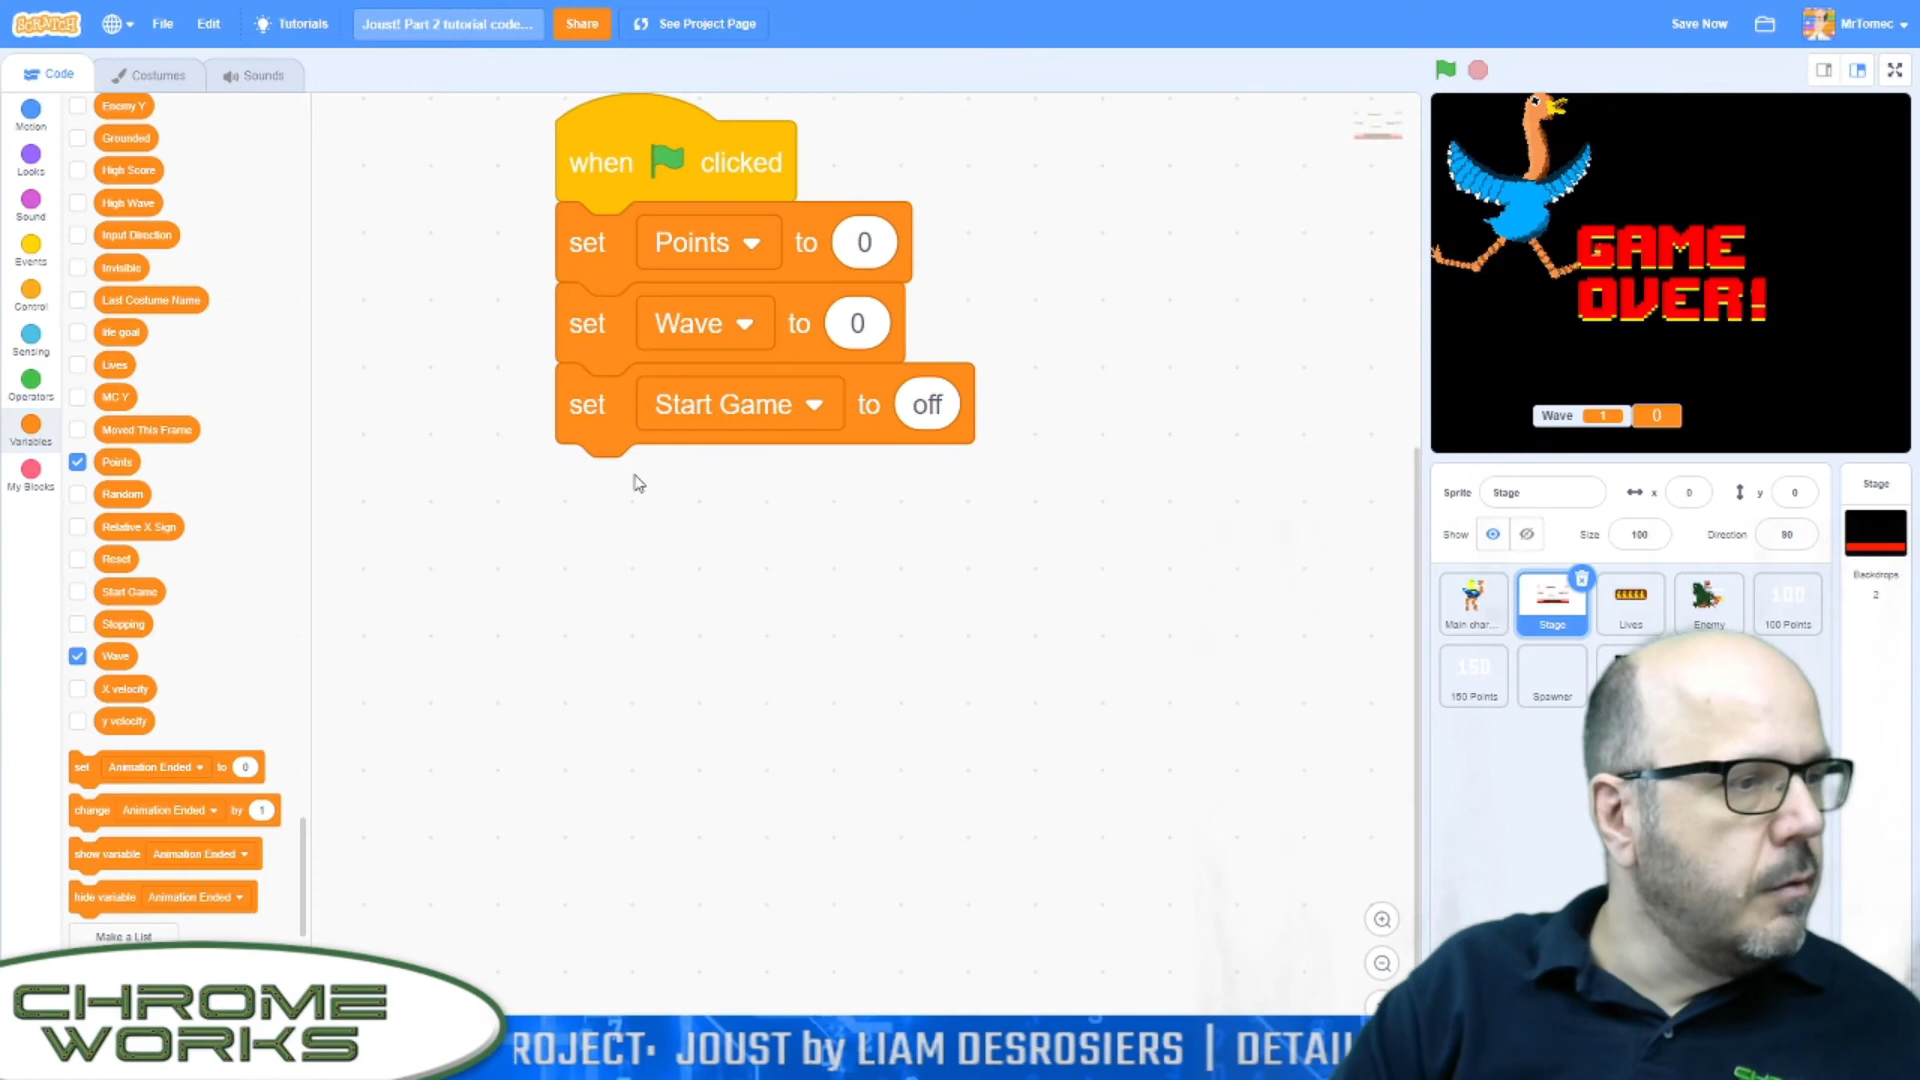 SCRATCH
File
Edit
Tutorials
Joust! Part 2 tutorial code...
Share
See Project Page
Save Now
MrTomec
Code
Costumes
Sounds
Motion
Looks
Sound
Events
Control
Sensing
Operators
Variables
My Blocks
Enemy Y
Grounded
High Score
High Wave
Input Direction
Invisible
Last Costume Name
life goal
Lives
MC Y
Moved This Frame
Points
Random
Relative X Sign
Reset
Start Game
Stopping
Wave
X velocity
y velocity
set Animation Ended to 0
change Animation Ended by 1
show variable Animation Ended
hide variable Animation Ended
Make a List
when clicked
set Points to 0
set Wave to 0
set Start Game to off
GAME
OVER!
Wave 1 0
Sprite Stage x 0 y 0
Show Size 100 Direction 90
Main char...
Stage
Lives
Enemy
100
100 Points
150
150 Points
Spawner
Stage
Backdrops
2
CHROME
WORKS
ROJECT: JOUST by LIAM DESROSIERS | DETAIL